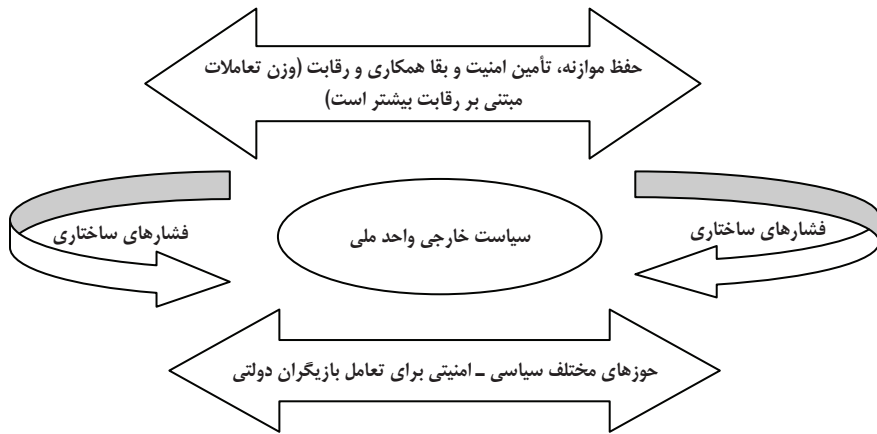 حفظ موازنه، تأمین امنیت و بقا همکاری و رقابت (وزن تعاملات
مبتنی بر رقابت بیشتر است)
فشارهای ساختاری
سیاست خارجی واحد ملی
فشارهای ساختاری
حوزهای مختلف سیاسی – امنیتی برای تعامل بازیگران دولتی